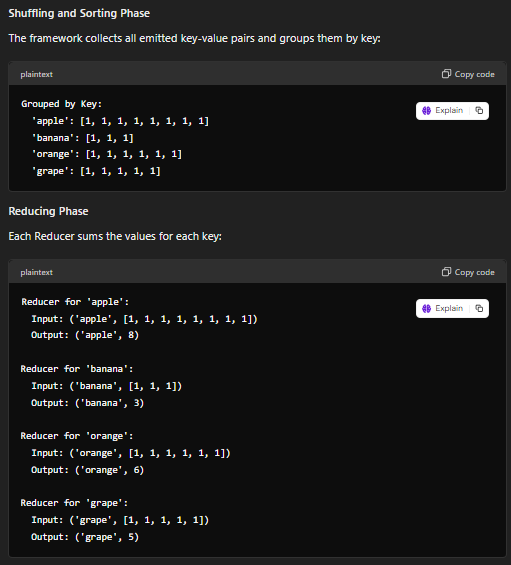 Shuffling and Sorting Phase
The framework collects all emitted key-value pairs and groups them by key:
plaintext
Copy code
Grouped by Key:
Explain
'apple': [1, 1, 1, 1, 1, 1, 1, 1]
'banana': [1, 1, 1]
'orange': [1, 1, 1, 1, 1, 1]
'grape': [1, 1, 1, 1, 1]
Reducing Phase
Each Reducer sums the values for each key:
plaintext
Copy code
Reducer for 'apple':
Explain
Input: ('apple', [1, 1, 1, 1, 1, 1, 1, 1])
Output: ('apple', 8)
Reducer for 'banana':
Input: ('banana', [1, 1, 1])
Output: ('banana', 3)
Reducer for 'orange':
Input: ('orange', [1, 1, 1, 1, 1, 1])
Output: ('orange', 6)
Reducer for 'grape':
Input: ('grape', [1, 1, 1, 1, 1])
Output: ('grape', 5)